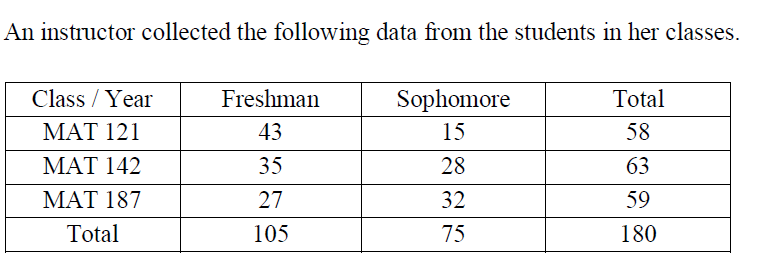 An instructor collected the following data from the students in her classes.
Class / Year Freshman Sophomore Total
MAT 121 43 15 58
MAT 142 35 28 63
MAT 187 27 32 59
Total 105 75 180